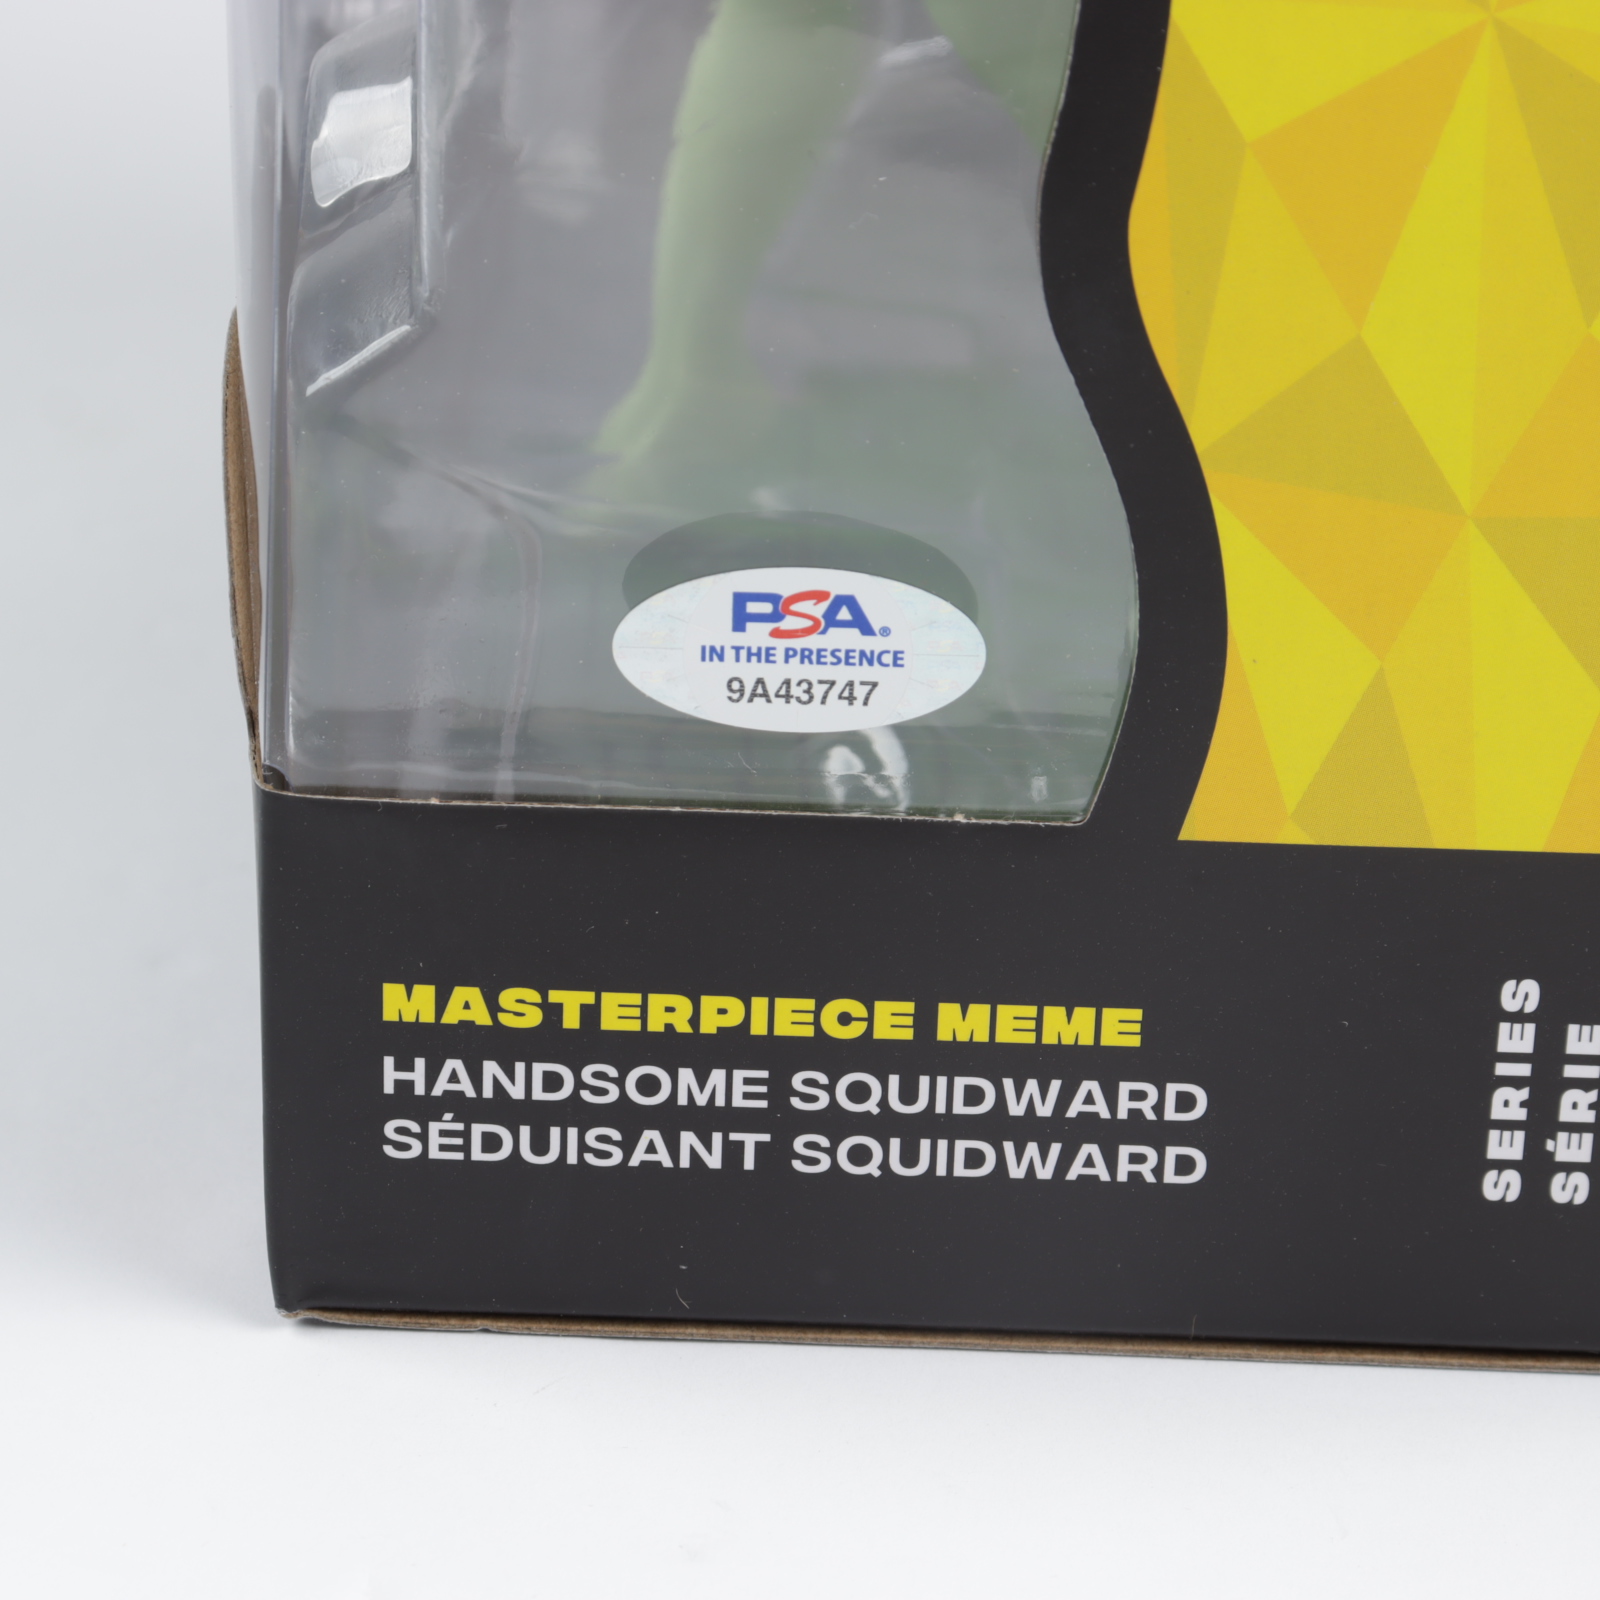 PSA®
IN THE PRESENCE
9A43747
MASTERPIECE MEME
HANDSOME SQUIDWARD
SÉDUISANT SQUIDWARD
SERIES
SÉRIE